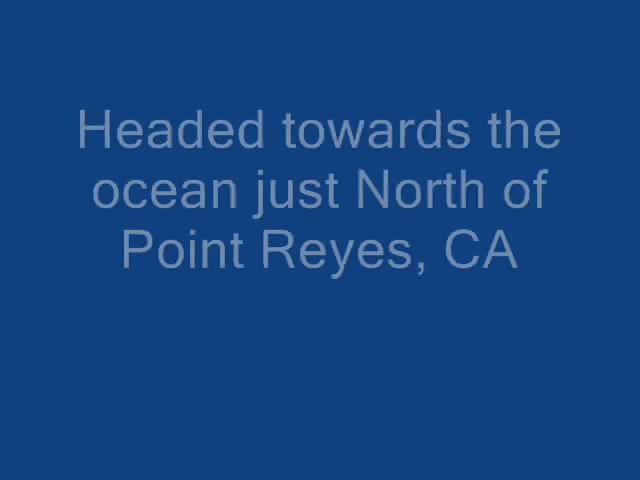 Headed towards the
ocean just North of
Point Reyes, CA